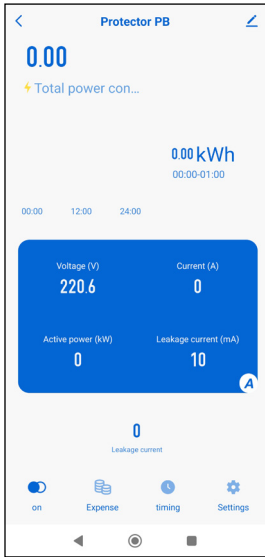 Protector PB
0.00
Total power con...
0.00 kWh
00:00-01:00
00:00 12:00 24:00
Voltage (V) Current (A)
220.6 0
Active power (kW) Leakage current (mA)
0 10
A
0
Leakage current
on Expense timing Settings